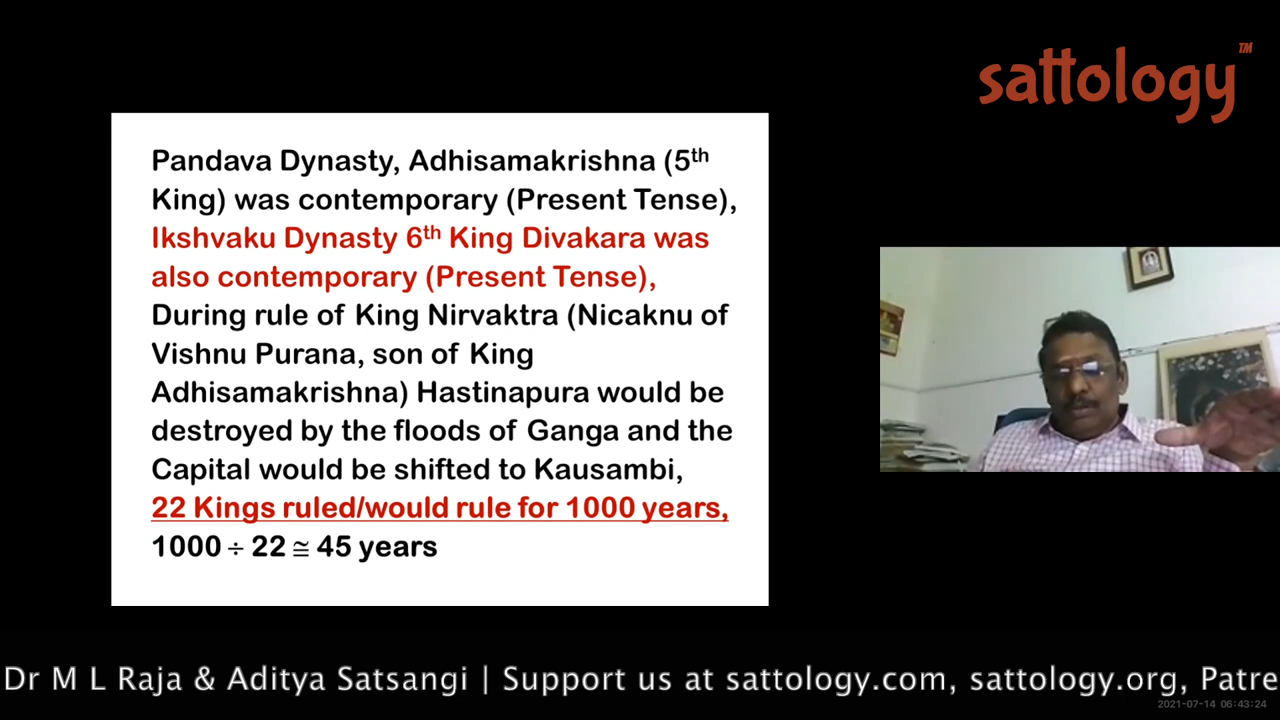 sattology™
Pandava Dynasty, Adhisamakrishna (5th
King) was contemporary (Present Tense),
Ikshvaku Dynasty 6th King Divakara was
also contemporary (Present Tense),
During rule of King Nirvaktra (Nicaknu of
Vishnu Purana, son of King
Adhisamakrishna) Hastinapura would be
destroyed by the floods of Ganga and the
Capital would be shifted to Kausambi,
22 Kings ruled/would rule for 1000 years,
1000 ÷ 22 ≅ 45 years
Dr M L Raja & Aditya Satsangi | Support us at sattology.com, sattology.org, Patre
2021-07-14 06:43:24